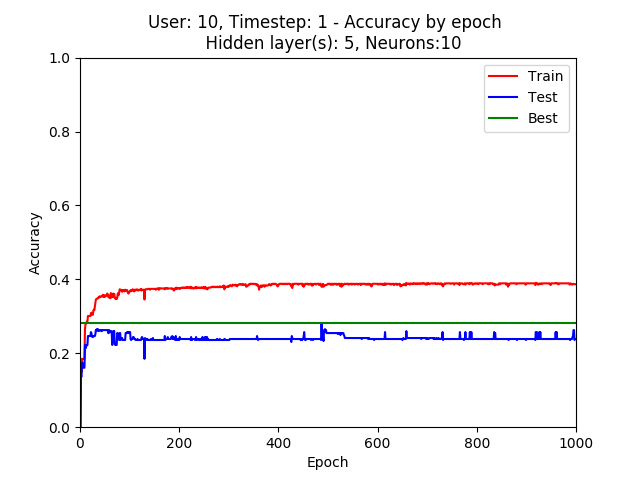 User: 10, Timestep: 1 - Accuracy by epoch
Hidden layer(s): 5, Neurons:10
1.0
0.8
0.6
0.4
0.2
0.0
Accuracy
Train
Test
Best
0 200 400 600 800 1000
Epoch